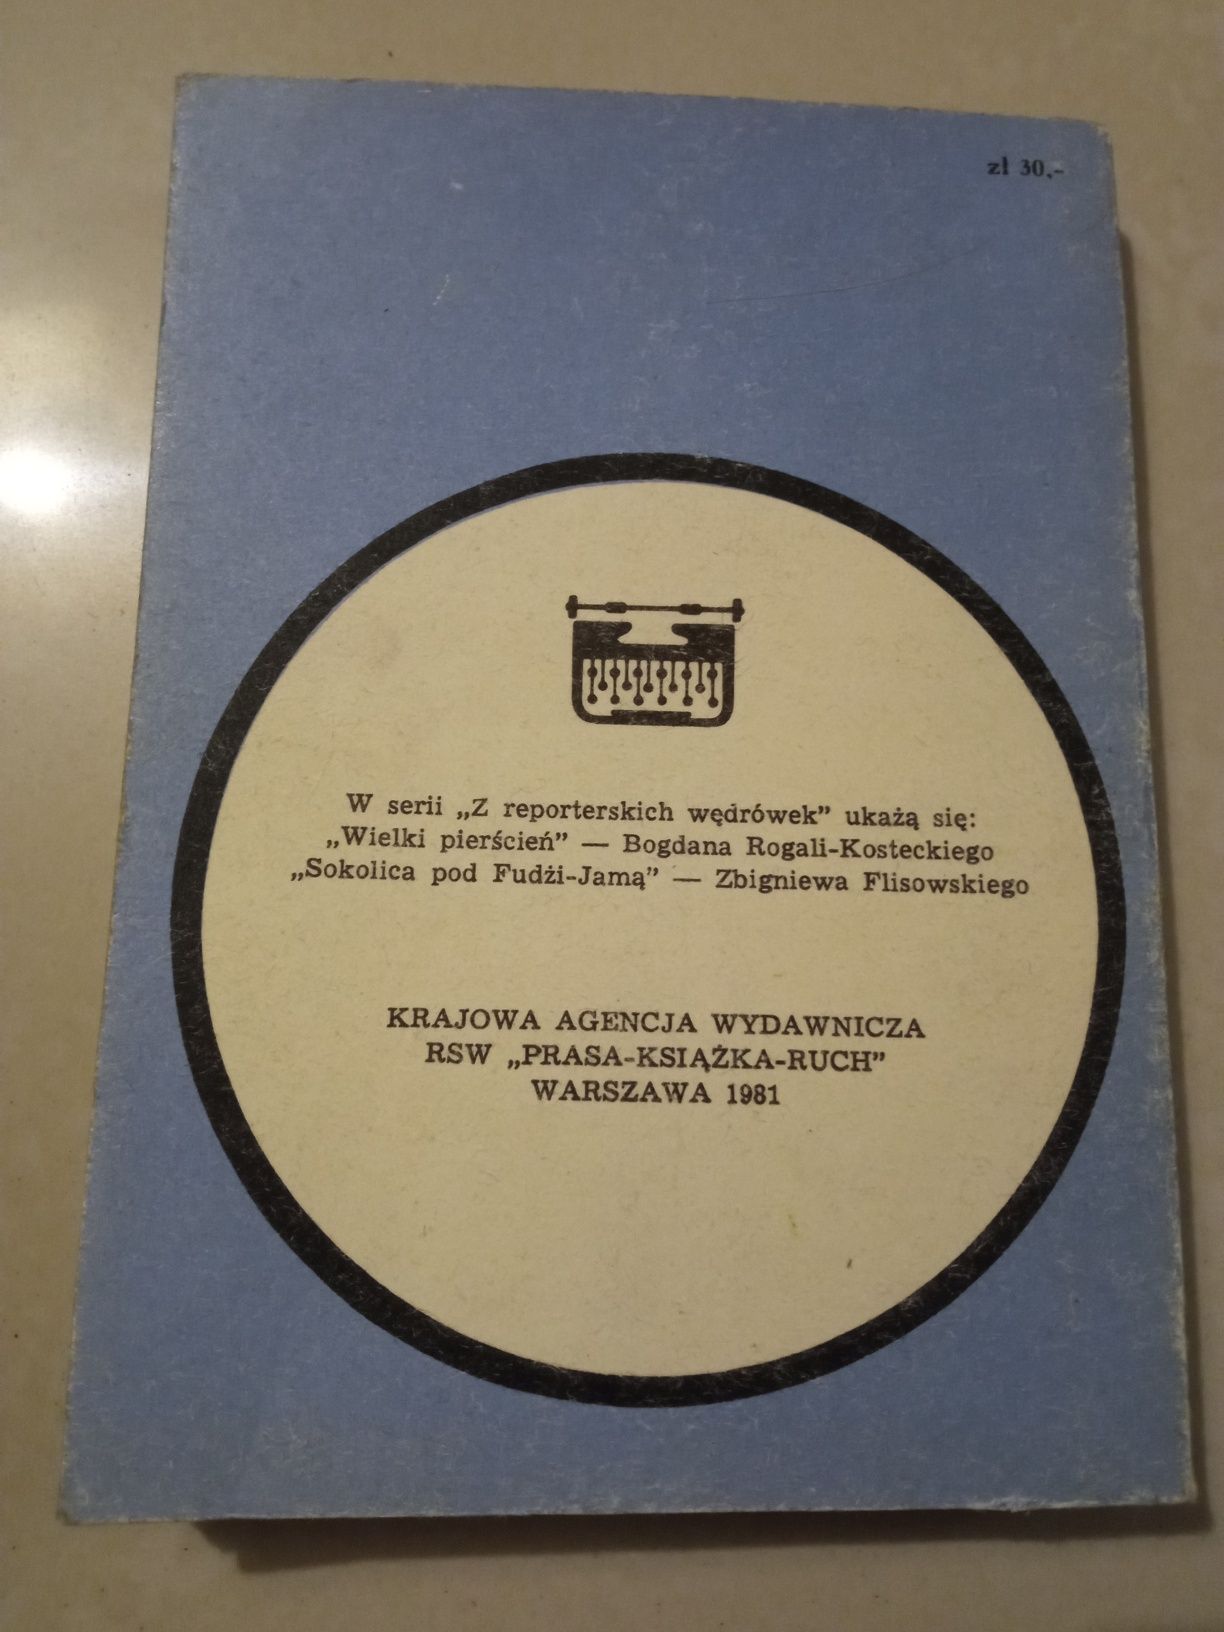 zł 30,-
W serii „Z reporterskich wędrówek” ukażą się:
„Wielki pierścień” — Bogdana Rogali-Kosteckiego
„Sokolica pod Fudżi-Jamą” — Zbigniewa Flisowskiego
KRAJOWA AGENCJA WYDAWNICZA
RSW „PRASA-KSIĄŻKA-RUCH”
WARSZAWA 1981